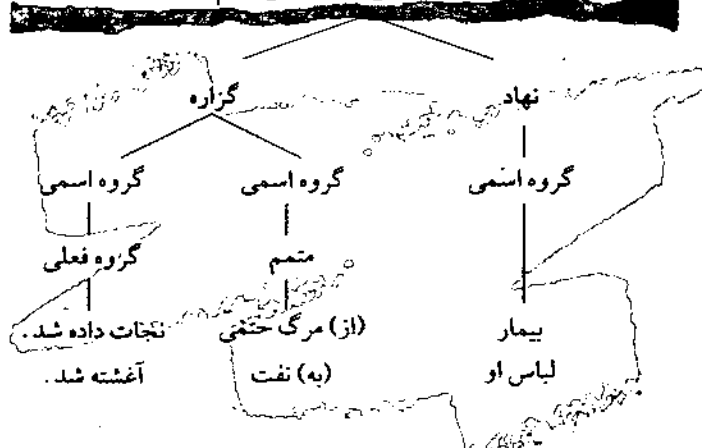 نهاد گزاره
گروه اسمی گروه اسمی گروه اسمی
متمم گروه فعلی
بیمار (از) مرگ حتمی نجات داده شد.
لباس او (به) نفت آغشته شد.